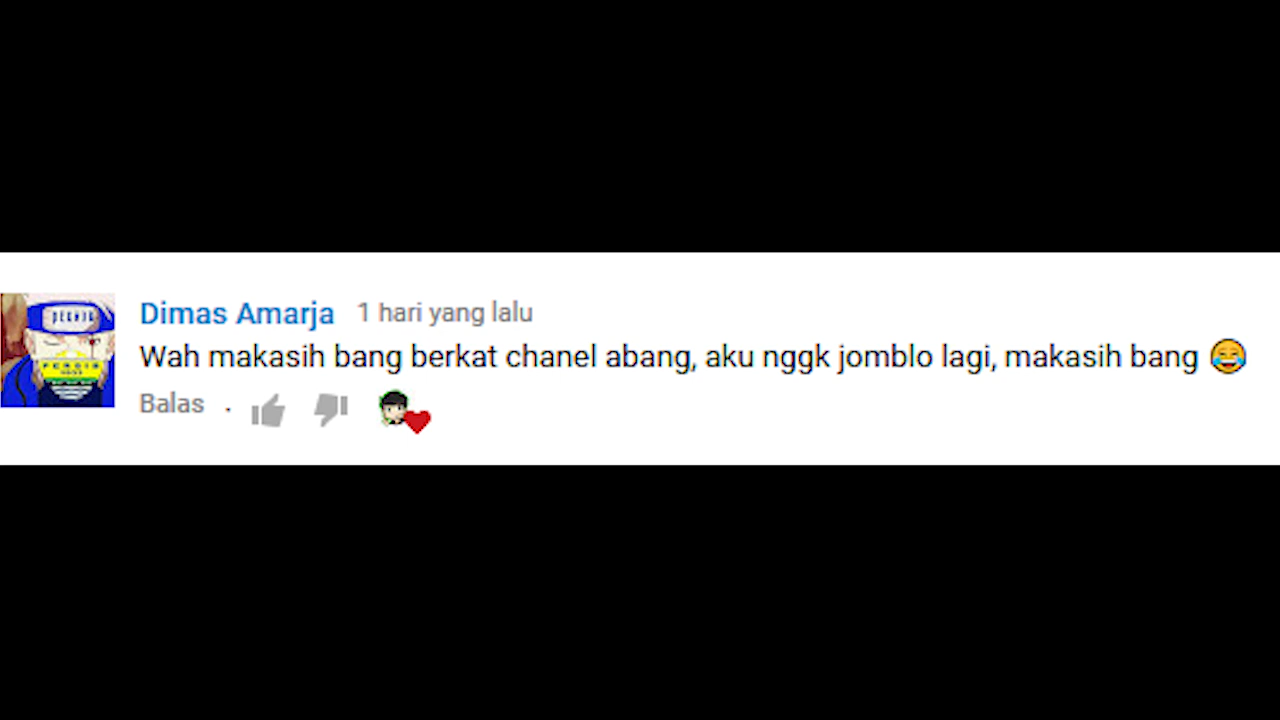 Dimas Amarja 1 hari yang lalu
Wah makasih bang berkat chanel abang, aku nggk jomblo lagi, makasih bang 😂
Balas .